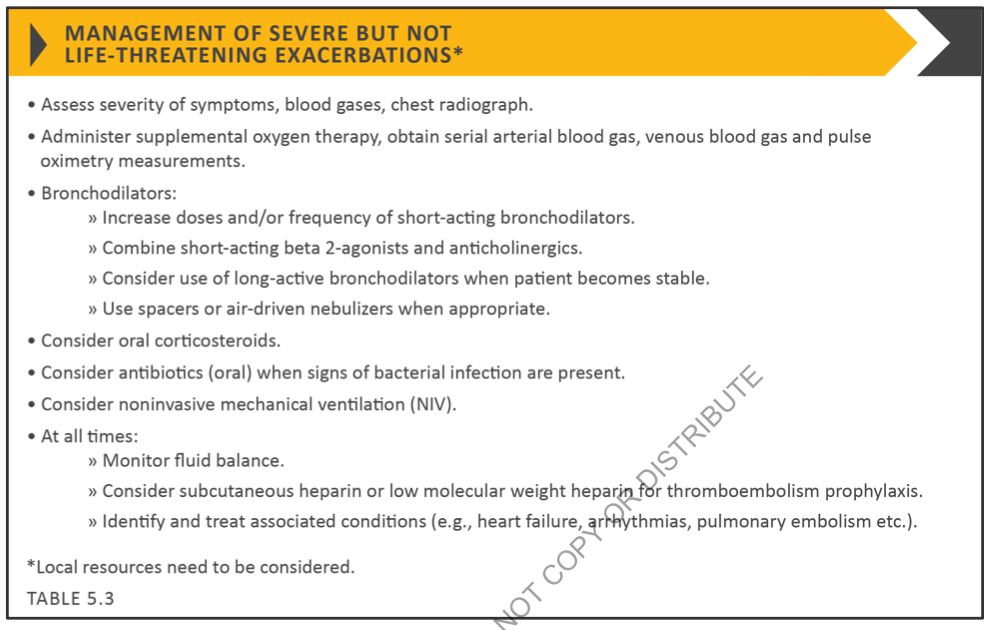 MANAGEMENT OF SEVERE BUT NOT
LIFE-THREATENING EXACERBATIONS*
• Assess severity of symptoms, blood gases, chest radiograph.
• Administer supplemental oxygen therapy, obtain serial arterial blood gas, venous blood gas and pulse
oximetry measurements.
• Bronchodilators:
» Increase doses and/or frequency of short-acting bronchodilators.
» Combine short-acting beta 2-agonists and anticholinergics.
» Consider use of long-active bronchodilators when patient becomes stable.
» Use spacers or air-driven nebulizers when appropriate.
• Consider oral corticosteroids.
• Consider antibiotics (oral) when signs of bacterial infection are present.
• Consider noninvasive mechanical ventilation (NIV).
• At all times:
» Monitor fluid balance.
» Consider subcutaneous heparin or low molecular weight heparin for thromboembolism prophylaxis.
» Identify and treat associated conditions (e.g., heart failure, arrhythmias, pulmonary embolism etc.).
*Local resources need to be considered.
TABLE 5.3
NOT COPY OR DISTRIBUTE